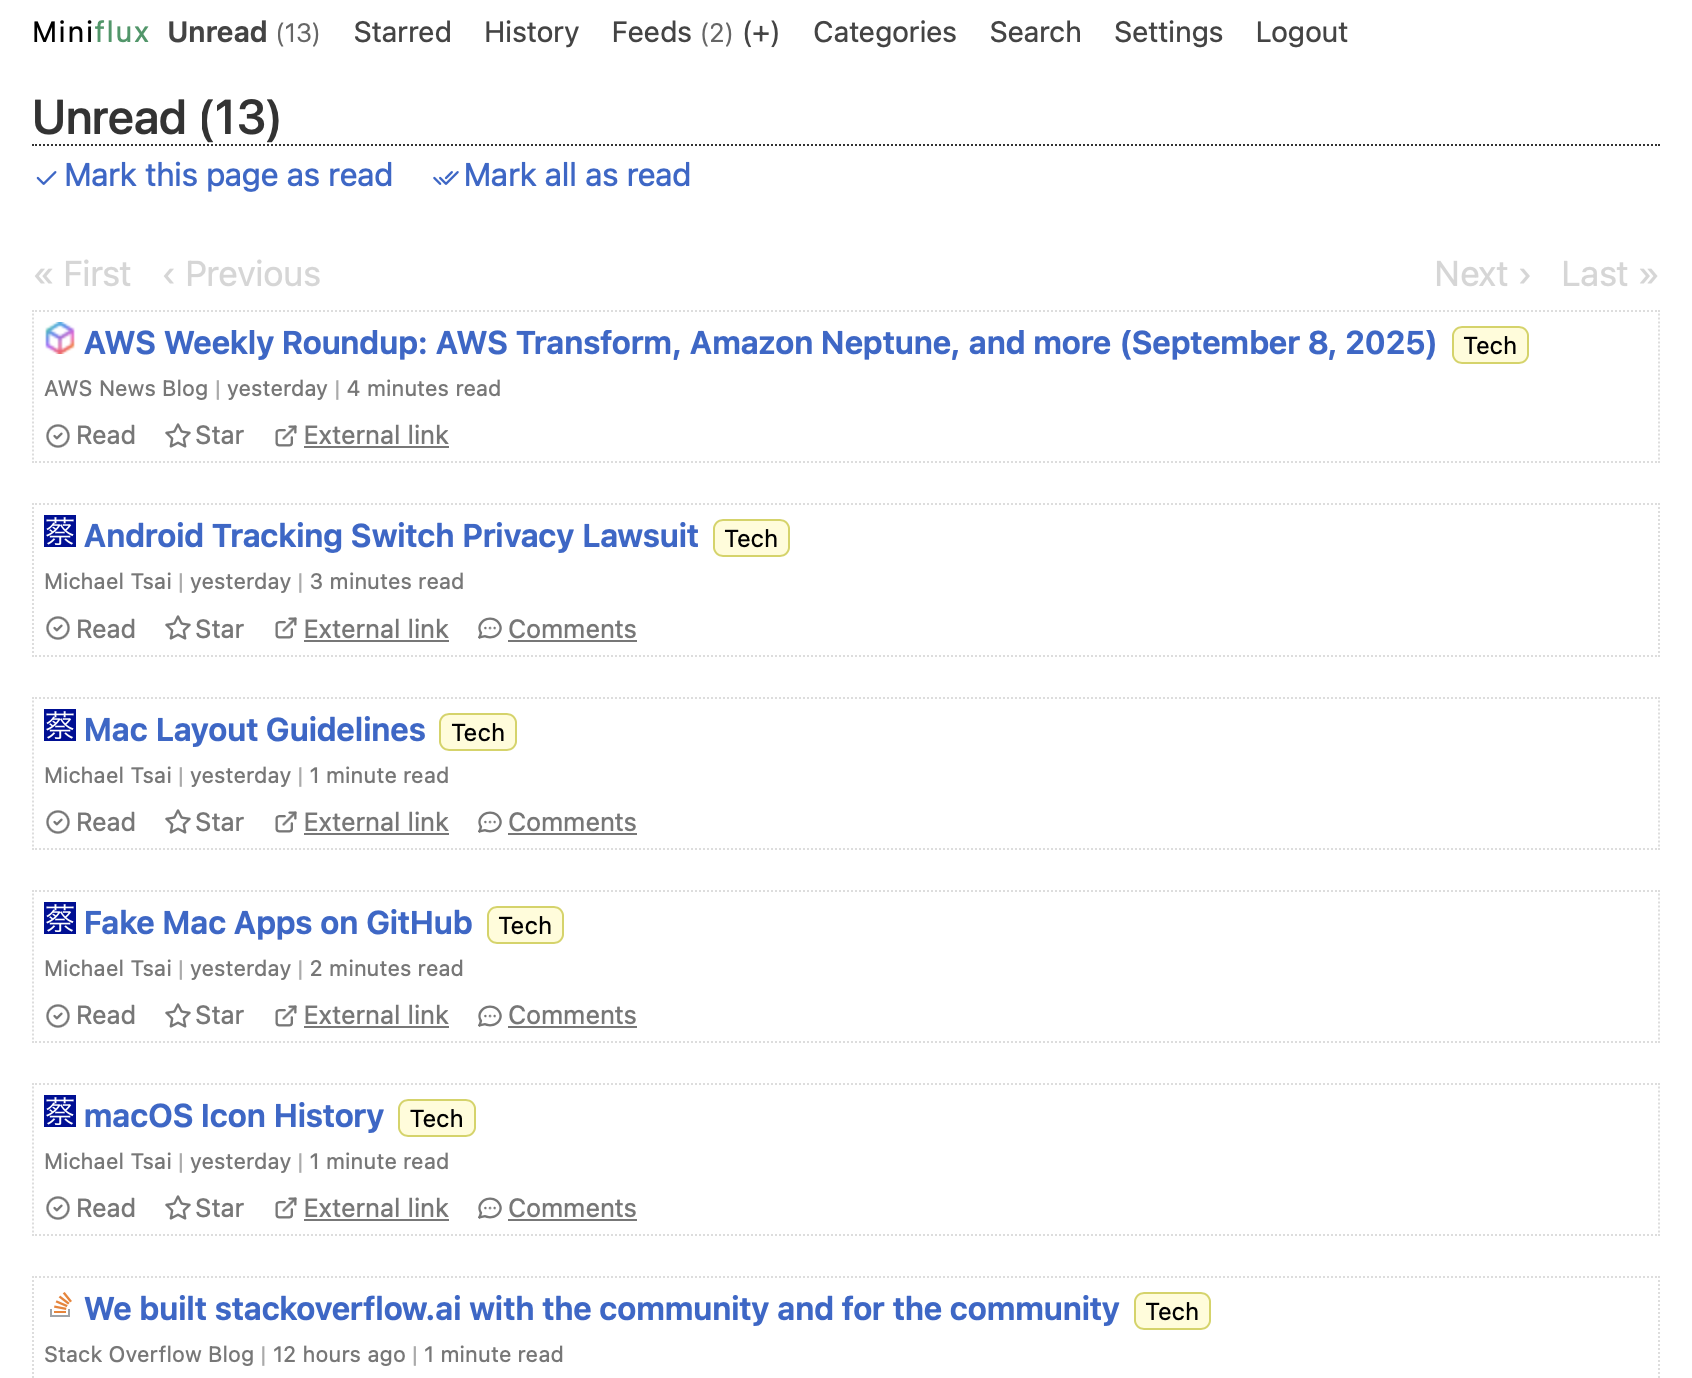 Miniflux Unread (13) Starred History Feeds (2) (+) Categories Search Settings Logout
Unread (13)
Mark this page as read Mark all as read
« First ‹ Previous Next › Last »
AWS Weekly Roundup: AWS Transform, Amazon Neptune, and more (September 8, 2025) Tech
AWS News Blog | yesterday | 4 minutes read
Read Star External link
蔡 Android Tracking Switch Privacy Lawsuit Tech
Michael Tsai | yesterday | 3 minutes read
Read Star External link Comments
蔡 Mac Layout Guidelines Tech
Michael Tsai | yesterday | 1 minute read
Read Star External link Comments
蔡 Fake Mac Apps on GitHub Tech
Michael Tsai | yesterday | 2 minutes read
Read Star External link Comments
蔡 macOS Icon History Tech
Michael Tsai | yesterday | 1 minute read
Read Star External link Comments
We built stackoverflow.ai with the community and for the community Tech
Stack Overflow Blog | 12 hours ago | 1 minute read